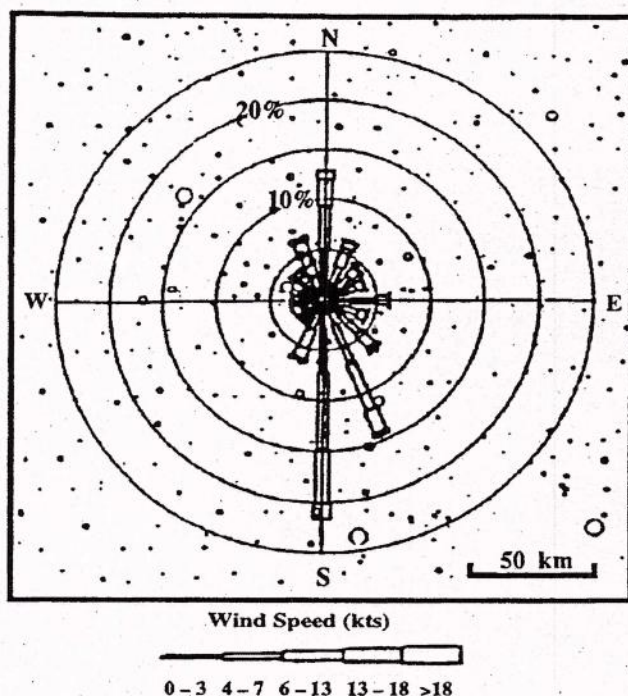 N
20%
10%
W
E
S
50 km
Wind Speed (kts)
0 – 3 4 – 7 6 – 13 13 – 18 >18